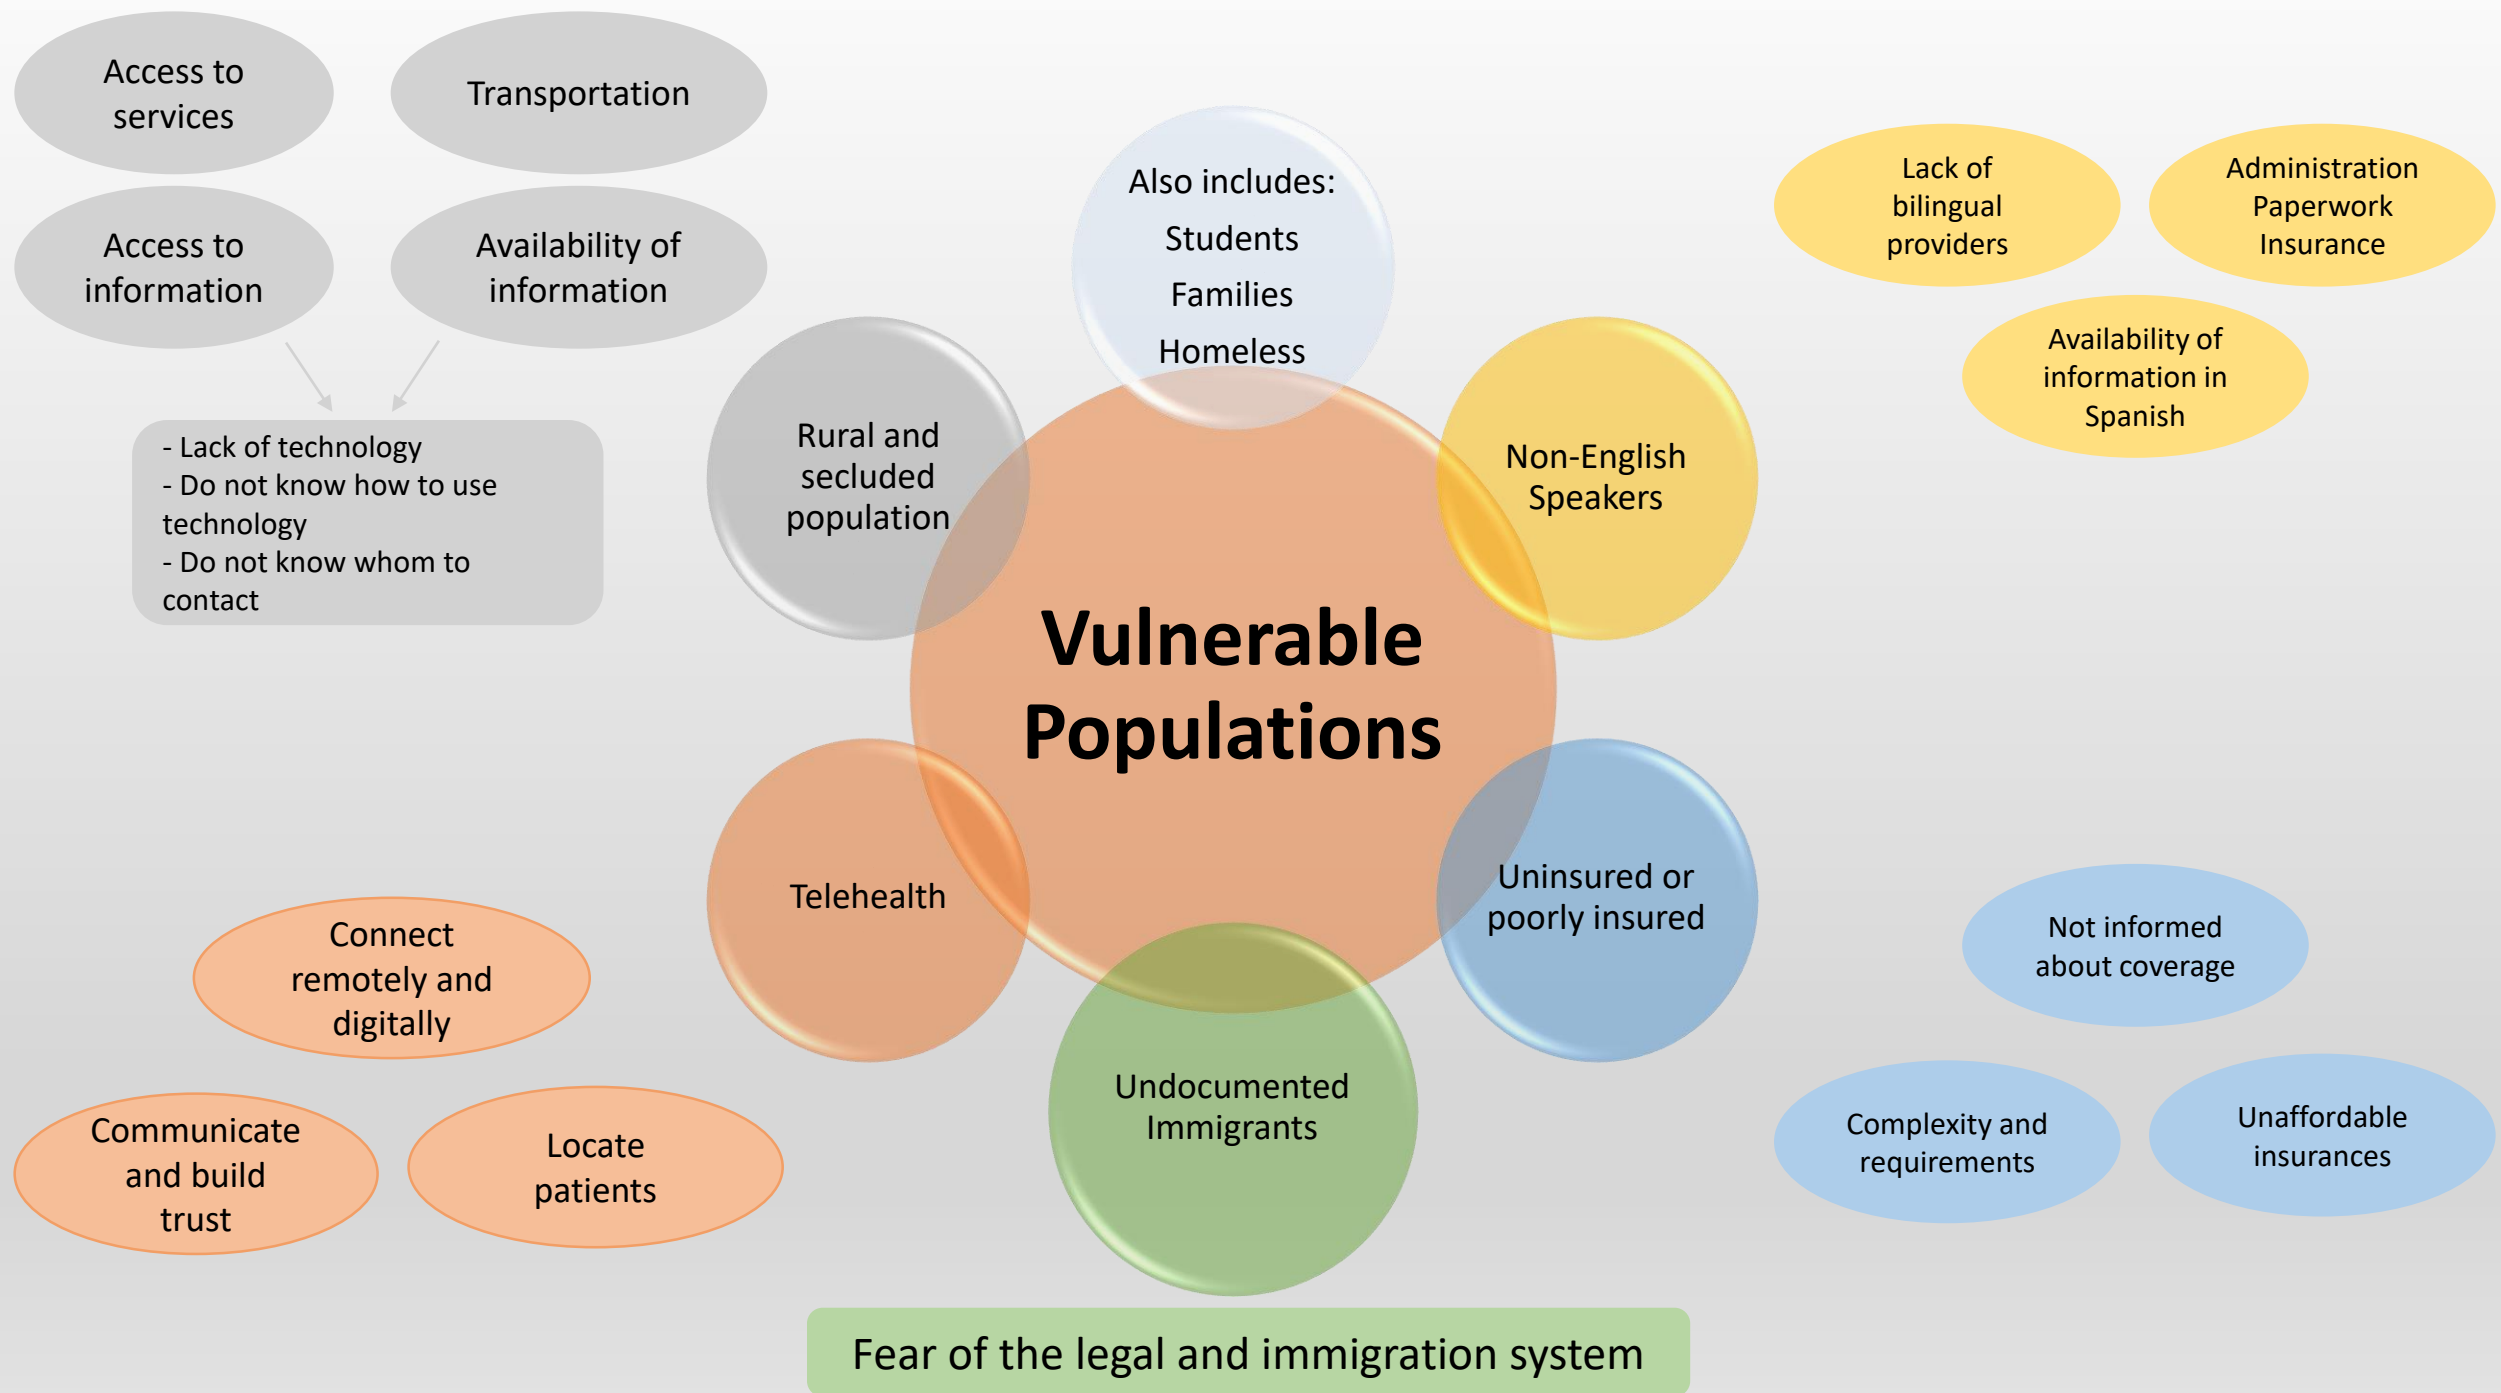 Access to
services
Transportation
Access to
information
Availability of
information
- Lack of technology
- Do not know how to use
technology
- Do not know whom to
contact
Also includes:
Students
Families
Homeless
Rural and
secluded
population
Non-English
Speakers
Lack of
bilingual
providers
Administration
Paperwork
Insurance
Availability of
information in
Spanish
Vulnerable
Populations
Telehealth
Connect
remotely and
digitally
Communicate
and build
trust
Locate
patients
Undocumented
Immigrants
Uninsured or
poorly insured
Not informed
about coverage
Complexity and
requirements
Unaffordable
insurances
Fear of the legal and immigration system